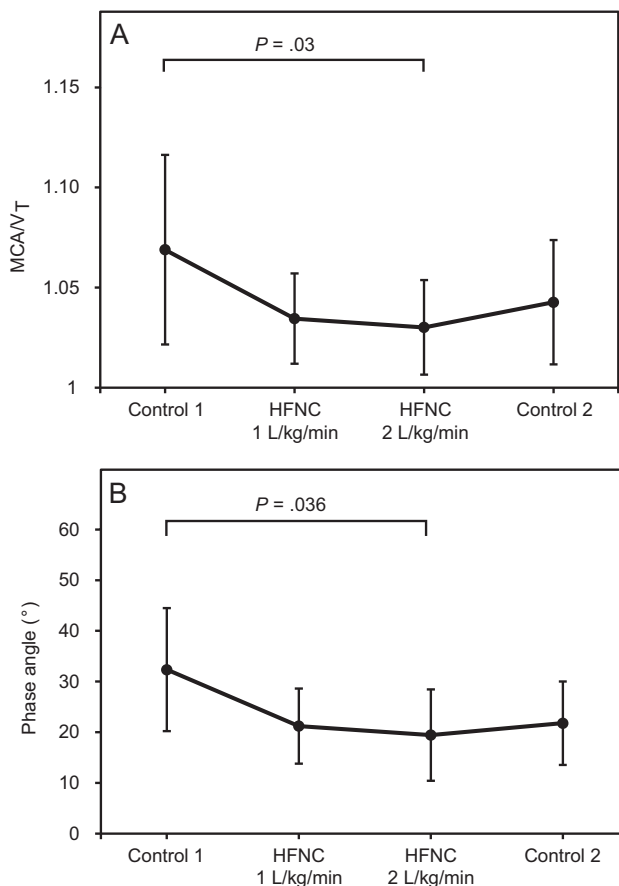 A
P = .03
1.15
1.10
1.05
1
MCA/VT
Control 1
HFNC
1 L/kg/min
HFNC
2 L/kg/min
Control 2
B
P = .036
60
50
40
30
20
10
0
Phase angle (°)
Control 1
HFNC
1 L/kg/min
HFNC
2 L/kg/min
Control 2